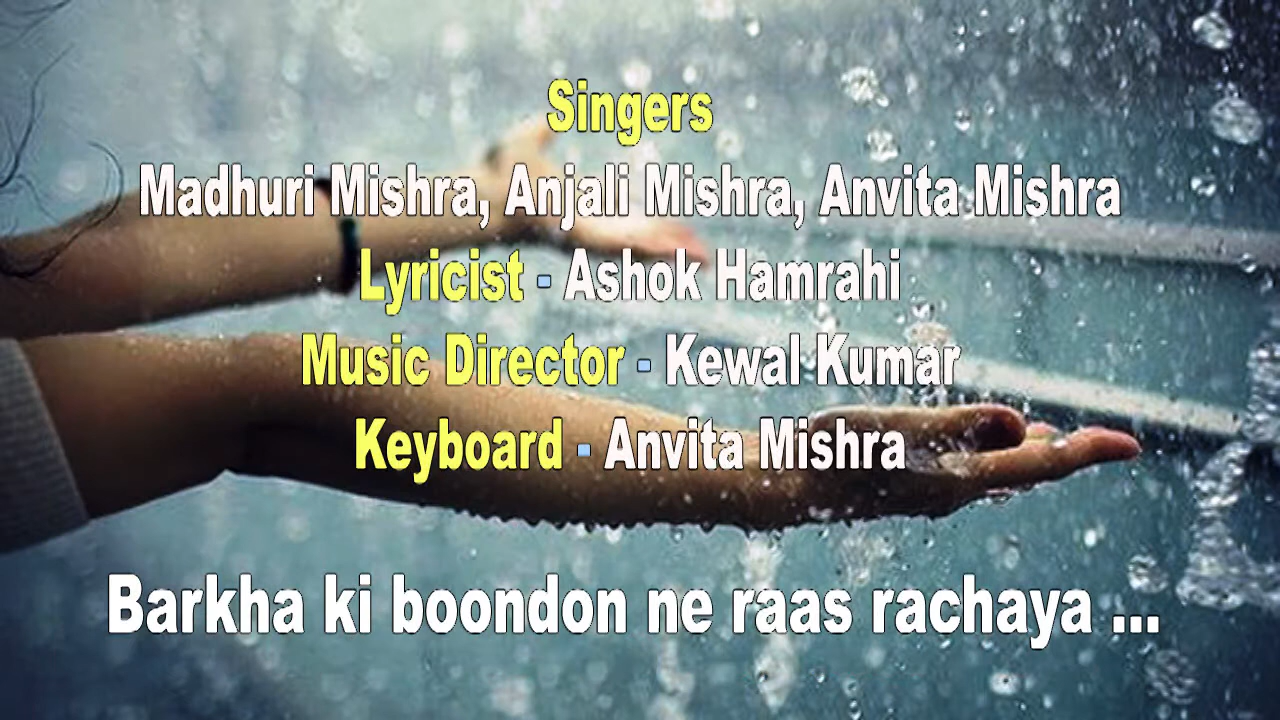 Singers
Madhuri Mishra, Anjali Mishra, Anvita Mishra
Lyricist - Ashok Hamrahi
Music Director - Kewal Kumar
Keyboard - Anvita Mishra
Barkha ki boondon ne raas rachaya ...